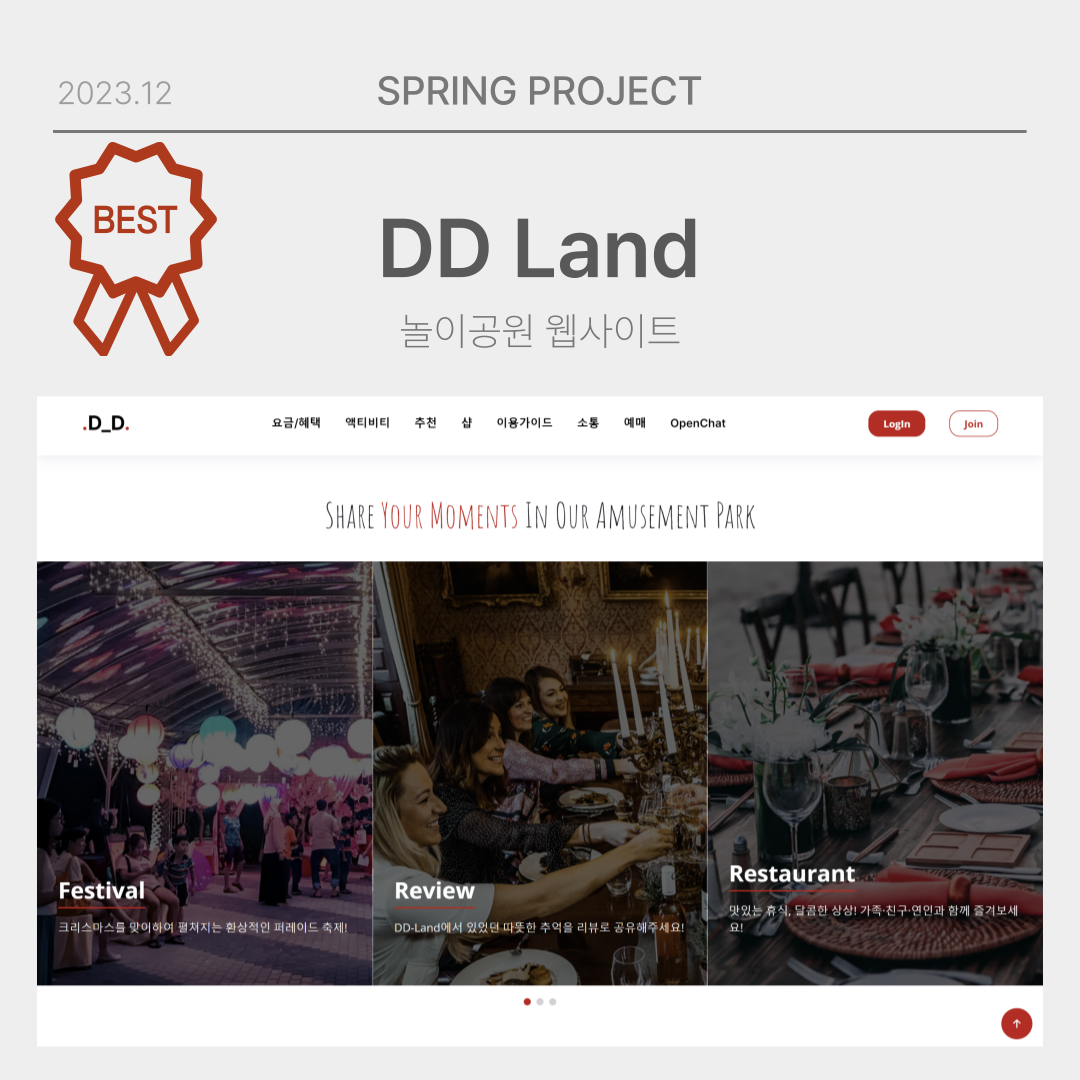 2023.12
SPRING PROJECT
BEST
DD Land
놀이공원 웹사이트
.D_D.
요금/혜택 액티비티 추천 샵 이용가이드 소통 예매 OpenChat
LogIn
Join
Share Your Moments In Our Amusement Park
Festival
크리스마스를 맞이하여 펼쳐지는 환상적인 퍼레이드 축제!
Review
DD-Land에서 있었던 따뜻한 추억을 리뷰로 공유해주세요!
Restaurant
맛있는 휴식, 달콤한 상상! 가족·친구·연인과 함께 즐겨보세
요!